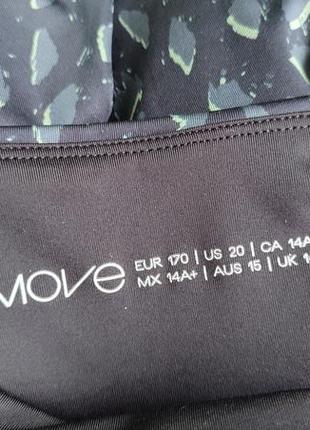 MOVE
EUR 170 | US 20 | CA 14A
MX 14A+ | AUS 15 | UK